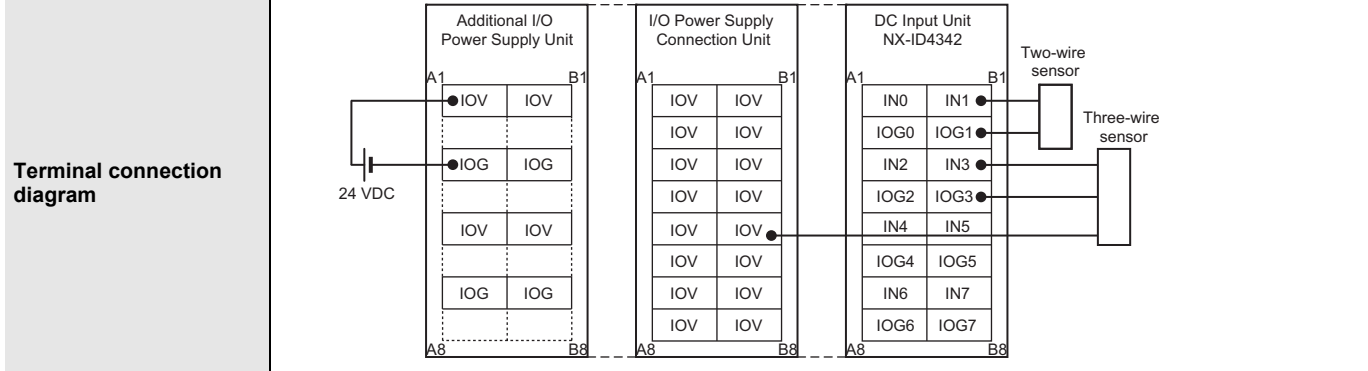 Terminal connection
diagram
Additional I/O
Power Supply Unit
I/O Power Supply
Connection Unit
DC Input Unit
NX-ID4342
Two-wire
sensor
Three-wire
sensor
24 VDC
A1 B1 A1 B1 A1 B1
IOV IOV IOV IOV IN0 IN1
IOV IOV IOG0 IOG1
IOG IOG IOV IOV IN2 IN3
IOV IOV IOG2 IOG3
IOV IOV IOV IOV IN4 IN5
IOV IOV IOG4 IOG5
IOG IOG IOV IOV IN6 IN7
IOV IOV IOG6 IOG7
A8 B8 A8 B8 A8 B8